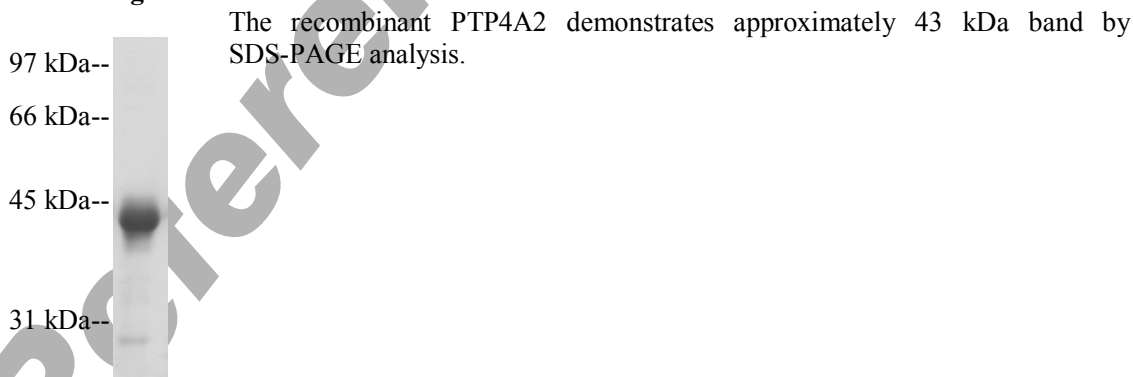 The recombinant PTP4A2 demonstrates approximately 43 kDa band by
SDS-PAGE analysis.
97 kDa--
66 kDa--
45 kDa--
31 kDa--